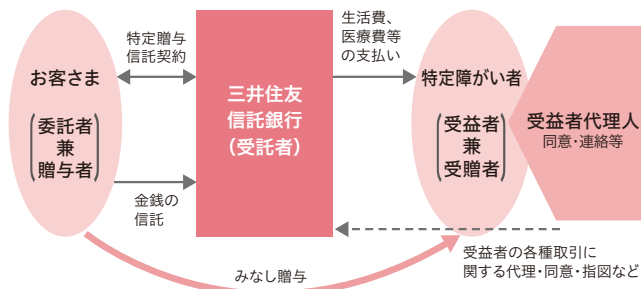 お客さま
(委託者
兼
贈与者)
特定贈与
信託契約
金銭の
信託
三井住友
信託銀行
(受託者)
生活費、
医療費等
の支払い
特定障がい者
(受益者
兼
受贈者)
受益者代理人
同意・連絡等
受益者の各種取引に
関する代理・同意・指図など
みなし贈与